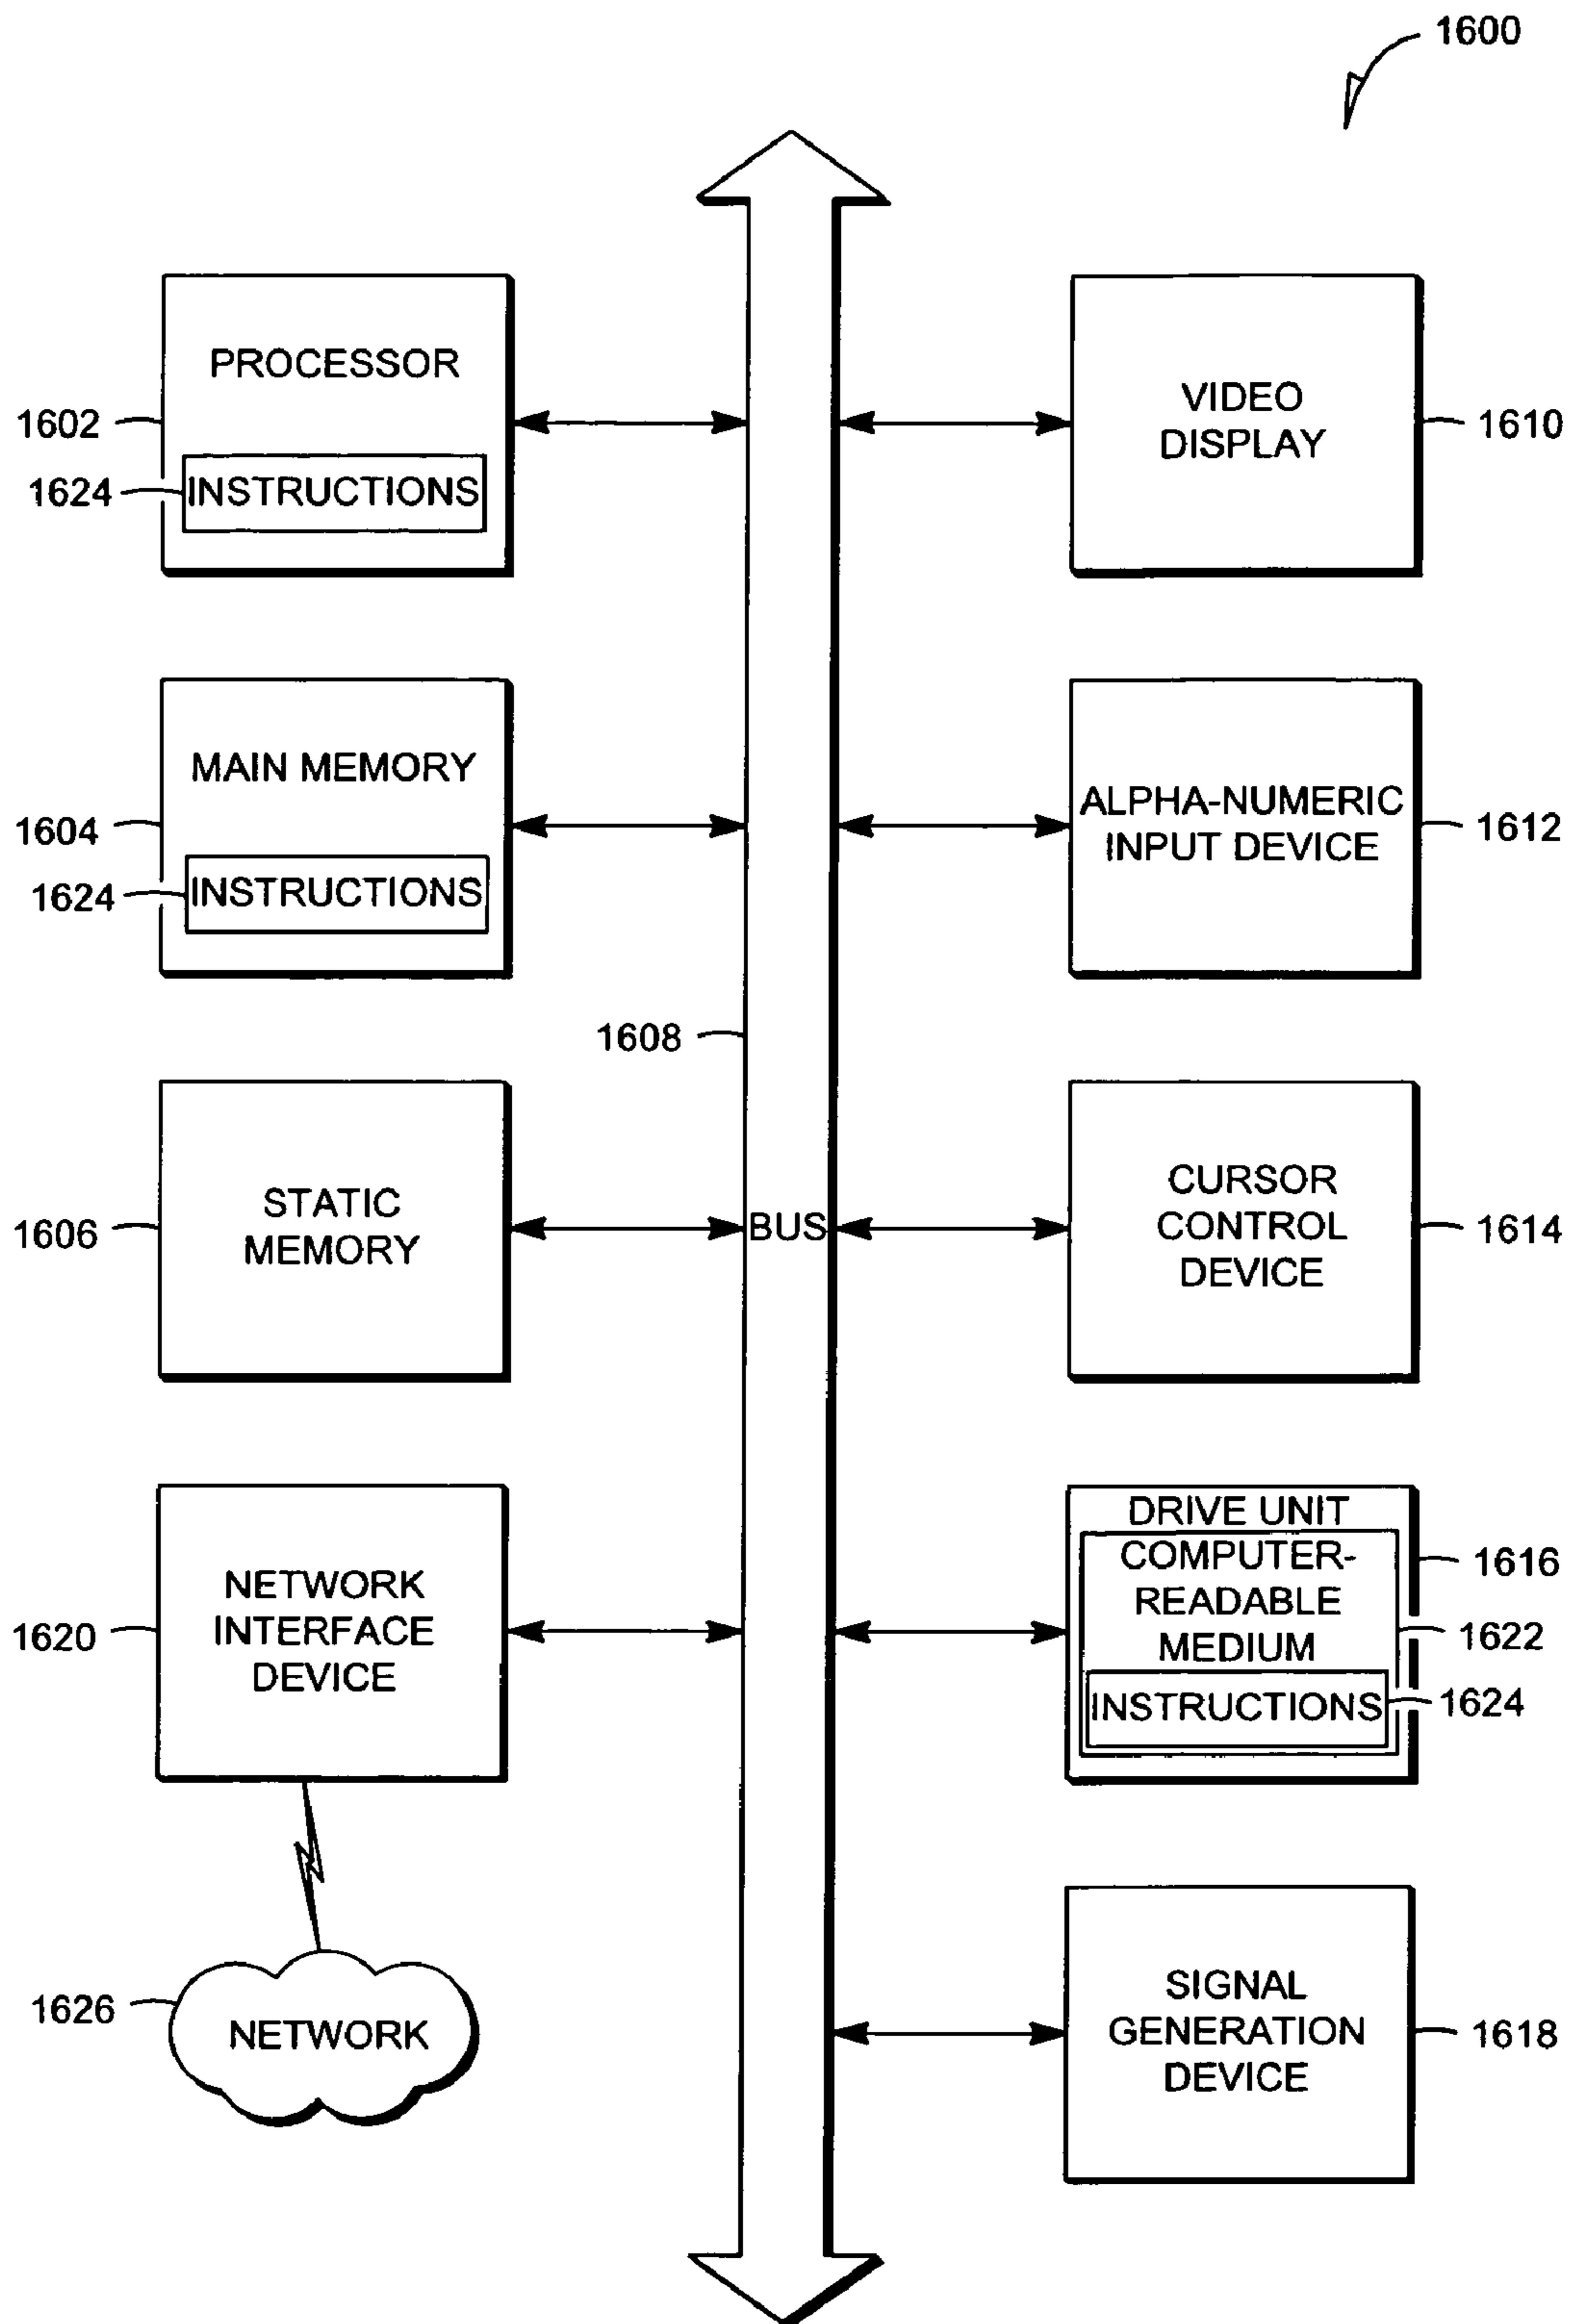 1600
PROCESSOR
1602
1624
INSTRUCTIONS
VIDEO
DISPLAY
1610
MAIN MEMORY
1604
1624
INSTRUCTIONS
ALPHA-NUMERIC
INPUT DEVICE
1612
1608
STATIC
MEMORY
1606
BUS
CURSOR
CONTROL
DEVICE
1614
NETWORK
INTERFACE
DEVICE
1620
DRIVE UNIT
COMPUTER-
READABLE
MEDIUM
INSTRUCTIONS
1616
1622
1624
1626
NETWORK
SIGNAL
GENERATION
DEVICE
1618